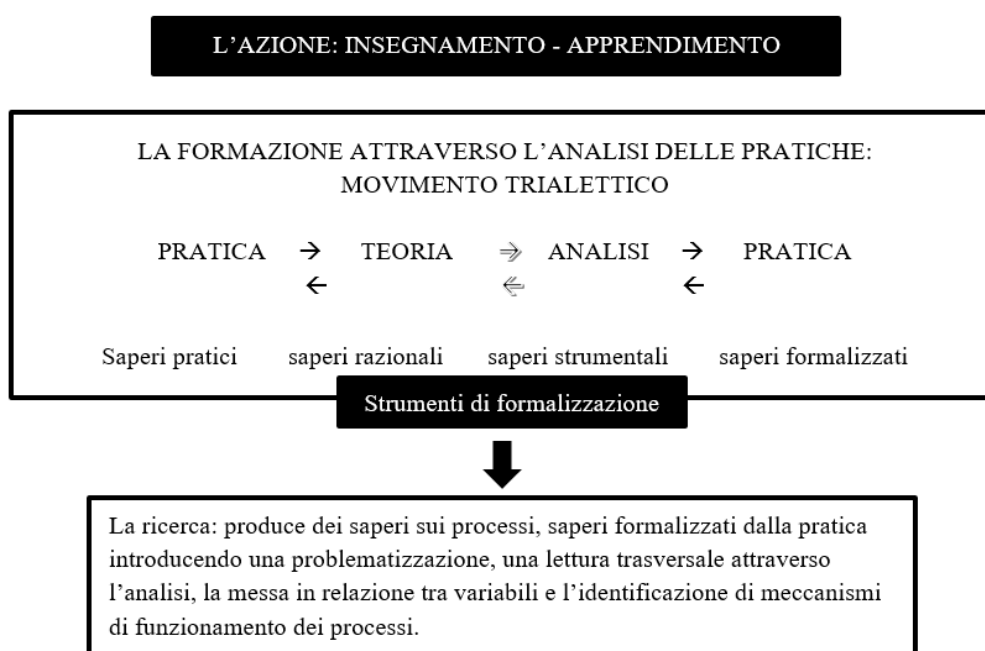 L'AZIONE: INSEGNAMENTO - APPRENDIMENTO
LA FORMAZIONE ATTRAVERSO L'ANALISI DELLE PRATICHE:
MOVIMENTO TRIALETTICO
PRATICA → TEORIA ⇒ ANALISI → PRATICA
← ⇐ ←
Saperi pratici saperi razionali saperi strumentali saperi formalizzati
Strumenti di formalizzazione
La ricerca: produce dei saperi sui processi, saperi formalizzati dalla pratica
introducendo una problematizzazione, una lettura trasversale attraverso
l'analisi, la messa in relazione tra variabili e l'identificazione di meccanismi
di funzionamento dei processi.